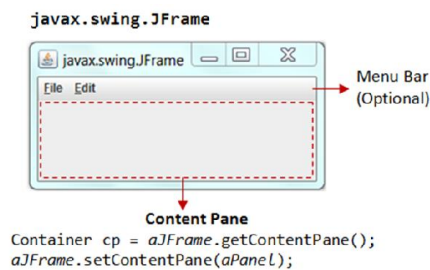 javax.swing.JFrame
javax.swing.JFrame
File Edit
Menu Bar
(Optional)
Content Pane
Container cp = aJFrame.getContentPane();
aJFrame.setContentPane(aPanel);